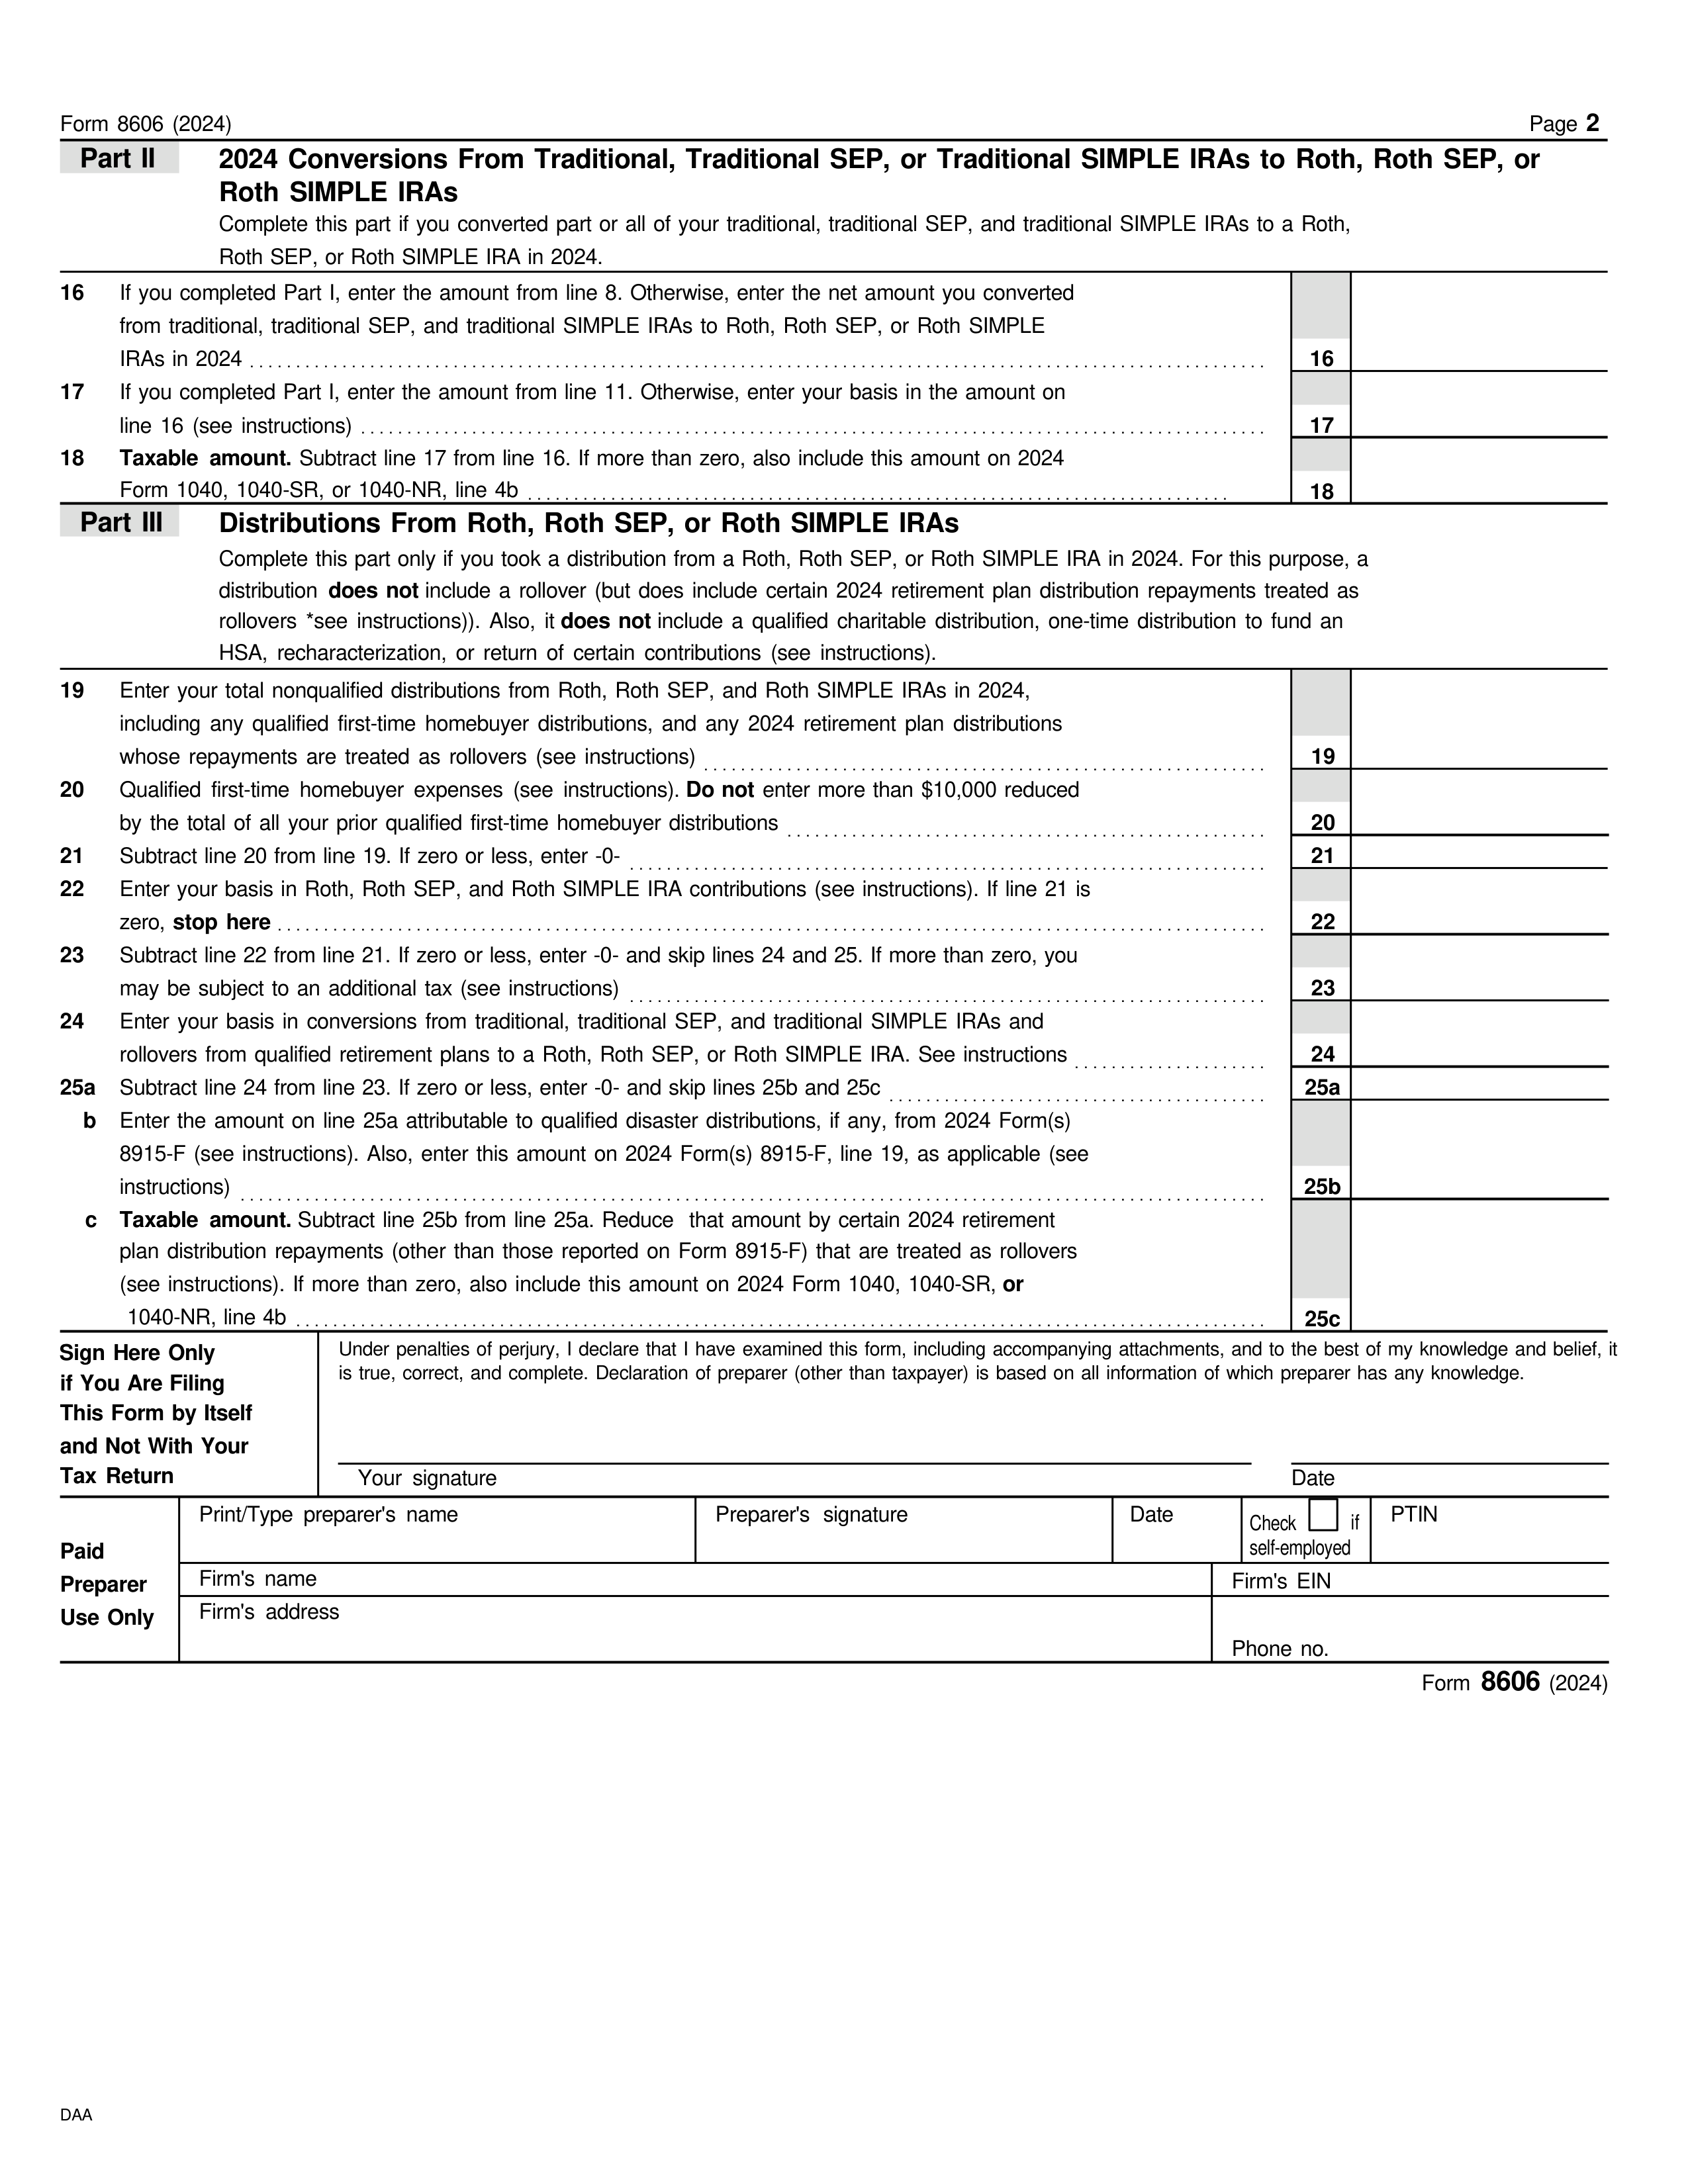 Form 8606 (2024) Page 2
Part II 2024 Conversions From Traditional, Traditional SEP, or Traditional SIMPLE IRAs to Roth, Roth SEP, or
Roth SIMPLE IRAs
Complete this part if you converted part or all of your traditional, traditional SEP, and traditional SIMPLE IRAs to a Roth,
Roth SEP, or Roth SIMPLE IRA in 2024.
16 If you completed Part I, enter the amount from line 8. Otherwise, enter the net amount you converted
from traditional, traditional SEP, and traditional SIMPLE IRAs to Roth, Roth SEP, or Roth SIMPLE
IRAs in 2024 16
17 If you completed Part I, enter the amount from line 11. Otherwise, enter your basis in the amount on
line 16 (see instructions) 17
18 Taxable amount. Subtract line 17 from line 16. If more than zero, also include this amount on 2024
Form 1040, 1040-SR, or 1040-NR, line 4b 18
Part III Distributions From Roth, Roth SEP, or Roth SIMPLE IRAs
Complete this part only if you took a distribution from a Roth, Roth SEP, or Roth SIMPLE IRA in 2024. For this purpose, a
distribution does not include a rollover (but does include certain 2024 retirement plan distribution repayments treated as
rollovers *see instructions)). Also, it does not include a qualified charitable distribution, one-time distribution to fund an
HSA, recharacterization, or return of certain contributions (see instructions).
19 Enter your total nonqualified distributions from Roth, Roth SEP, and Roth SIMPLE IRAs in 2024,
including any qualified first-time homebuyer distributions, and any 2024 retirement plan distributions
whose repayments are treated as rollovers (see instructions) 19
20 Qualified first-time homebuyer expenses (see instructions). Do not enter more than $10,000 reduced
by the total of all your prior qualified first-time homebuyer distributions 20
21 Subtract line 20 from line 19. If zero or less, enter -0- 21
22 Enter your basis in Roth, Roth SEP, and Roth SIMPLE IRA contributions (see instructions). If line 21 is
zero, stop here 22
23 Subtract line 22 from line 21. If zero or less, enter -0- and skip lines 24 and 25. If more than zero, you
may be subject to an additional tax (see instructions) 23
24 Enter your basis in conversions from traditional, traditional SEP, and traditional SIMPLE IRAs and
rollovers from qualified retirement plans to a Roth, Roth SEP, or Roth SIMPLE IRA. See instructions 24
25a Subtract line 24 from line 23. If zero or less, enter -0- and skip lines 25b and 25c 25a
b Enter the amount on line 25a attributable to qualified disaster distributions, if any, from 2024 Form(s)
8915-F (see instructions). Also, enter this amount on 2024 Form(s) 8915-F, line 19, as applicable (see
instructions) 25b
c Taxable amount. Subtract line 25b from line 25a. Reduce that amount by certain 2024 retirement
plan distribution repayments (other than those reported on Form 8915-F) that are treated as rollovers
(see instructions). If more than zero, also include this amount on 2024 Form 1040, 1040-SR, or
1040-NR, line 4b 25c
Sign Here Only
if You Are Filing
This Form by Itself
and Not With Your
Tax Return
Under penalties of perjury, I declare that I have examined this form, including accompanying attachments, and to the best of my knowledge and belief, it
is true, correct, and complete. Declaration of preparer (other than taxpayer) is based on all information of which preparer has any knowledge.
Your signature Date
Paid
Preparer
Use Only
Print/Type preparer's name Preparer's signature Date Check if
self-employed
PTIN
Firm's name Firm's EIN
Firm's address
Phone no.
Form 8606 (2024)
DAA